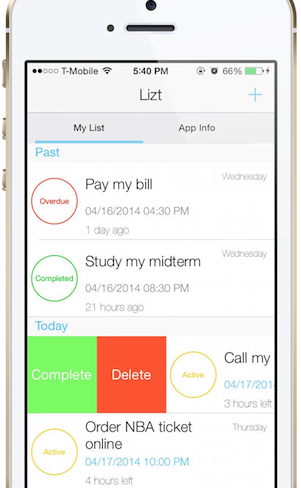 T-Mobile 5:40 PM 66%
Lizt +
My List App Info
Past
Wednesday
Pay my bill
Overdue
04/16/2014 04:30 PM
1 day ago
Wednesday
Study my midterm
Completed
04/16/2014 08:30 PM
21 hours ago
Today
Call my
Complete Delete Active
04/17/201
3 hours left
Order NBA ticket Thursday
online
Active
04/17/2014 10:00 PM
4 hours left